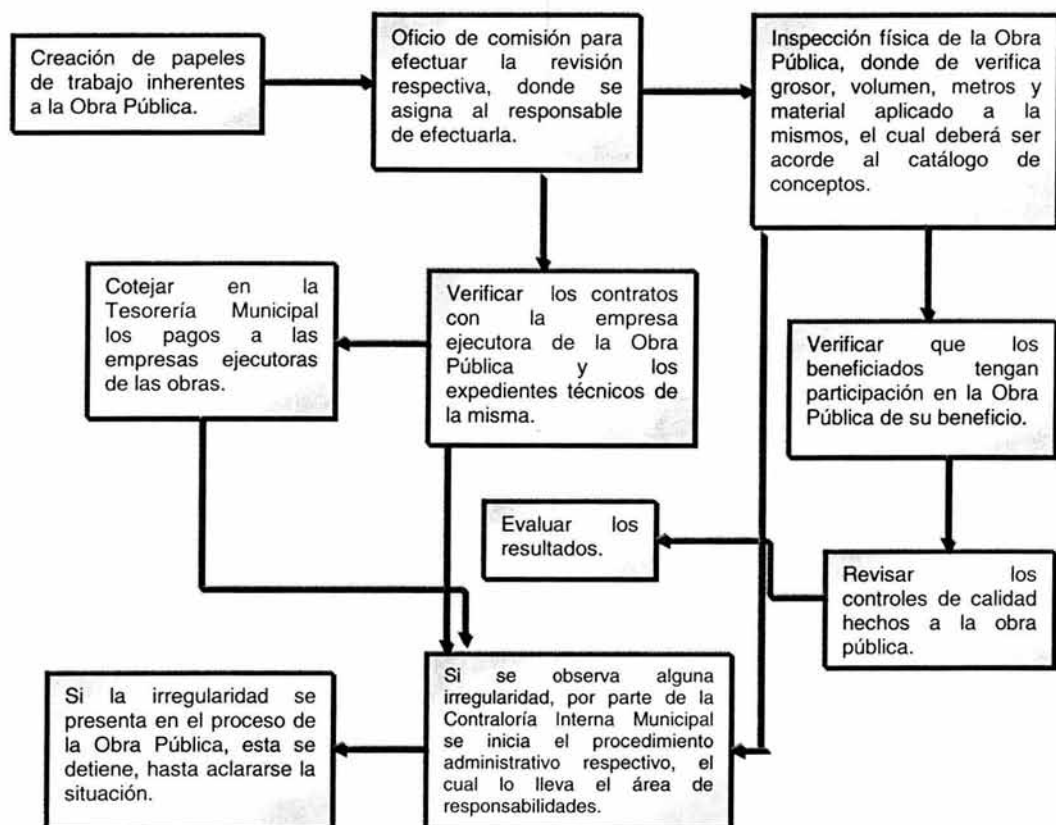 Creación de papeles
de trabajo inherentes
a la Obra Pública.
Oficio de comisión para
efectuar la revisión
respectiva, donde se
asigna al responsable
de efectuarla.
Inspección física de la Obra
Pública, donde de verifica
grosor, volumen, metros y
material aplicado a la
mismos, el cual deberá ser
acorde al catálogo de
conceptos.
Cotejar en la
Tesorería Municipal
los pagos a las
empresas ejecutoras
de las obras.
Verificar los contratos
con la empresa
ejecutora de la Obra
Pública y los
expedientes técnicos de
la misma.
Verificar que los
beneficiados tengan
participación en la Obra
Pública de su beneficio.
Evaluar los
resultados.
Revisar los
controles de calidad
hechos a la obra
pública.
Si la irregularidad se
presenta en el proceso de
la Obra Pública, esta se
detiene, hasta aclararse la
situación.
Si se observa alguna
irregularidad, por parte de la
Contraloría Interna Municipal
se inicia el procedimiento
administrativo respectivo, el
cual lo lleva el área de
responsabilidades.